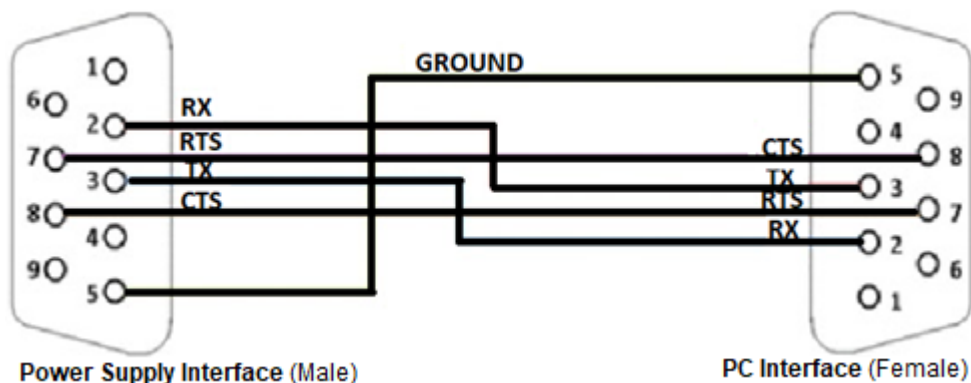 GROUND
1
6
2
RX
7
RTS
3
TX
8
CTS
4
9
5
5
9
4
CTS
8
TX
3
RTS
7
RX
2
6
1
Power Supply Interface (Male)
PC Interface (Female)